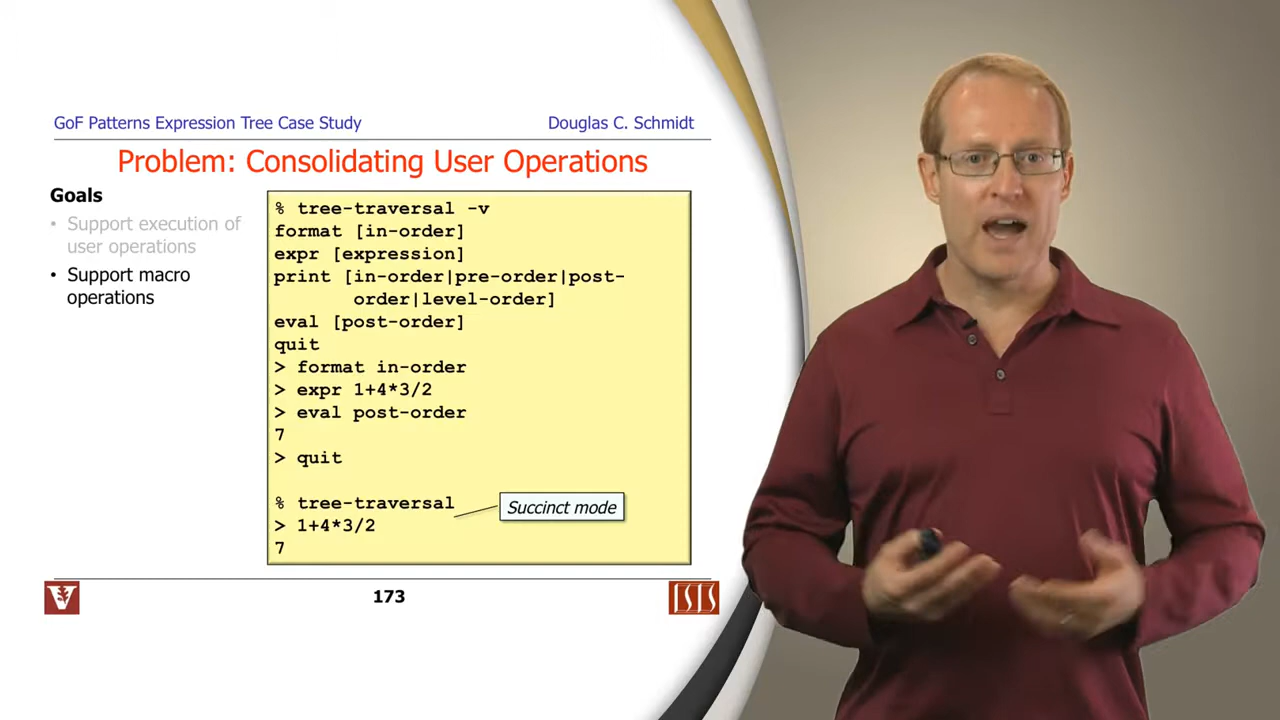 GoF Patterns Expression Tree Case Study
Douglas C. Schmidt
Problem: Consolidating User Operations
Goals
• Support execution of
user operations
• Support macro
operations
% tree-traversal -v
format [in-order]
expr [expression]
print [in-order|pre-order|post-
order|level-order]
eval [post-order]
quit
> format in-order
> expr 1+4*3/2
> eval post-order
7
> quit
% tree-traversal
> 1+4*3/2
7
Succinct mode
173
V
ISIS